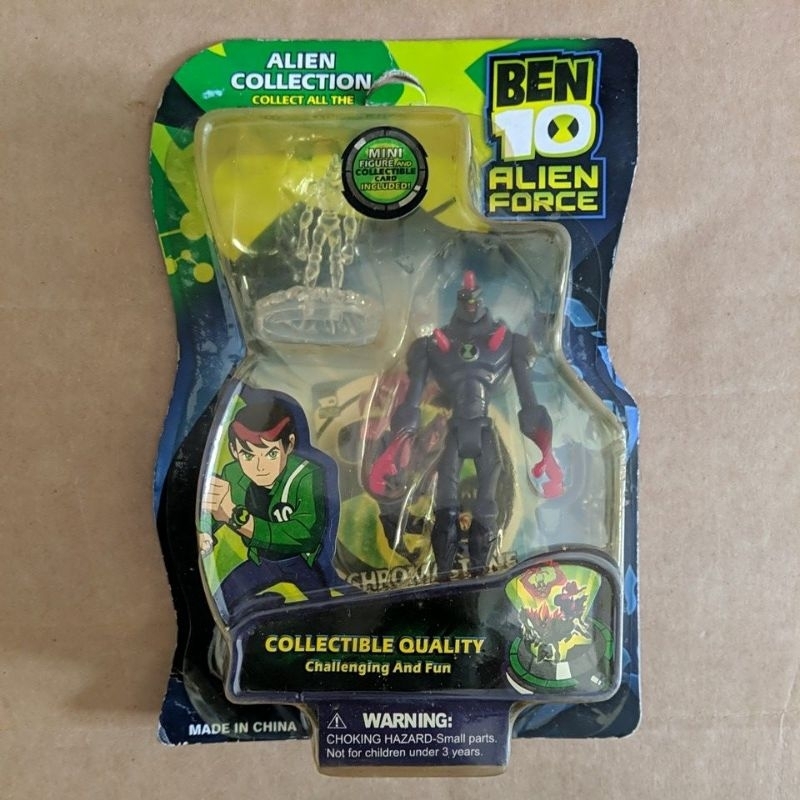 ALIEN
COLLECTION
COLLECT ALL THE
BEN
10
ALIEN
FORCE
MINI
FIGURE AND
COLLECTIBLE
CARD
INCLUDED!
10
COLLECTIBLE QUALITY
Challenging And Fun
MADE IN CHINA
WARNING:
CHOKING HAZARD-Small parts.
Not for children under 3 years.